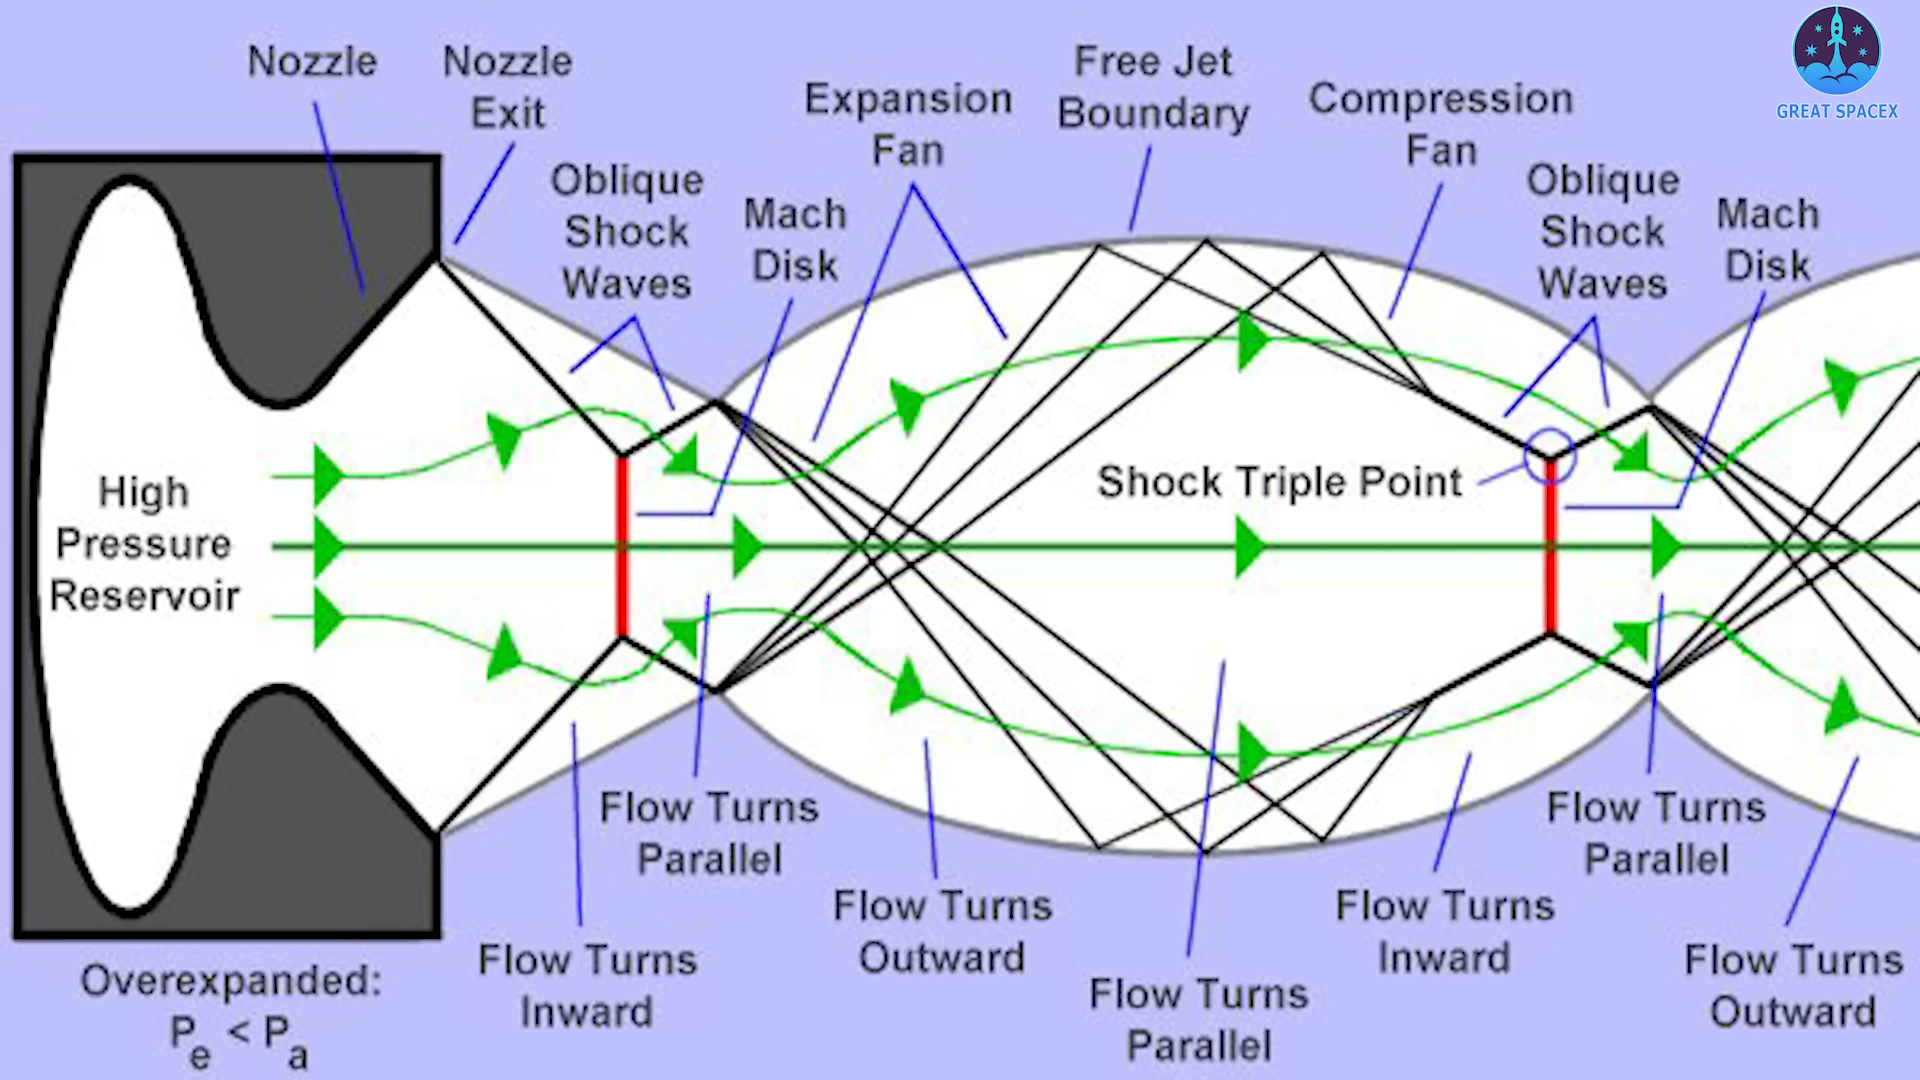 Nozzle
Nozzle
Exit
Oblique
Shock
Waves
Mach
Disk
Expansion
Fan
Free Jet
Boundary
Compression
Fan
Oblique
Shock
Waves
Mach
Disk
GREAT SPACEX
High
Pressure
Reservoir
Shock Triple Point
Overexpanded:
Pe < Pa
Flow Turns
Inward
Flow Turns
Parallel
Flow Turns
Outward
Flow Turns
Parallel
Flow Turns
Inward
Flow Turns
Parallel
Flow Turns
Outward